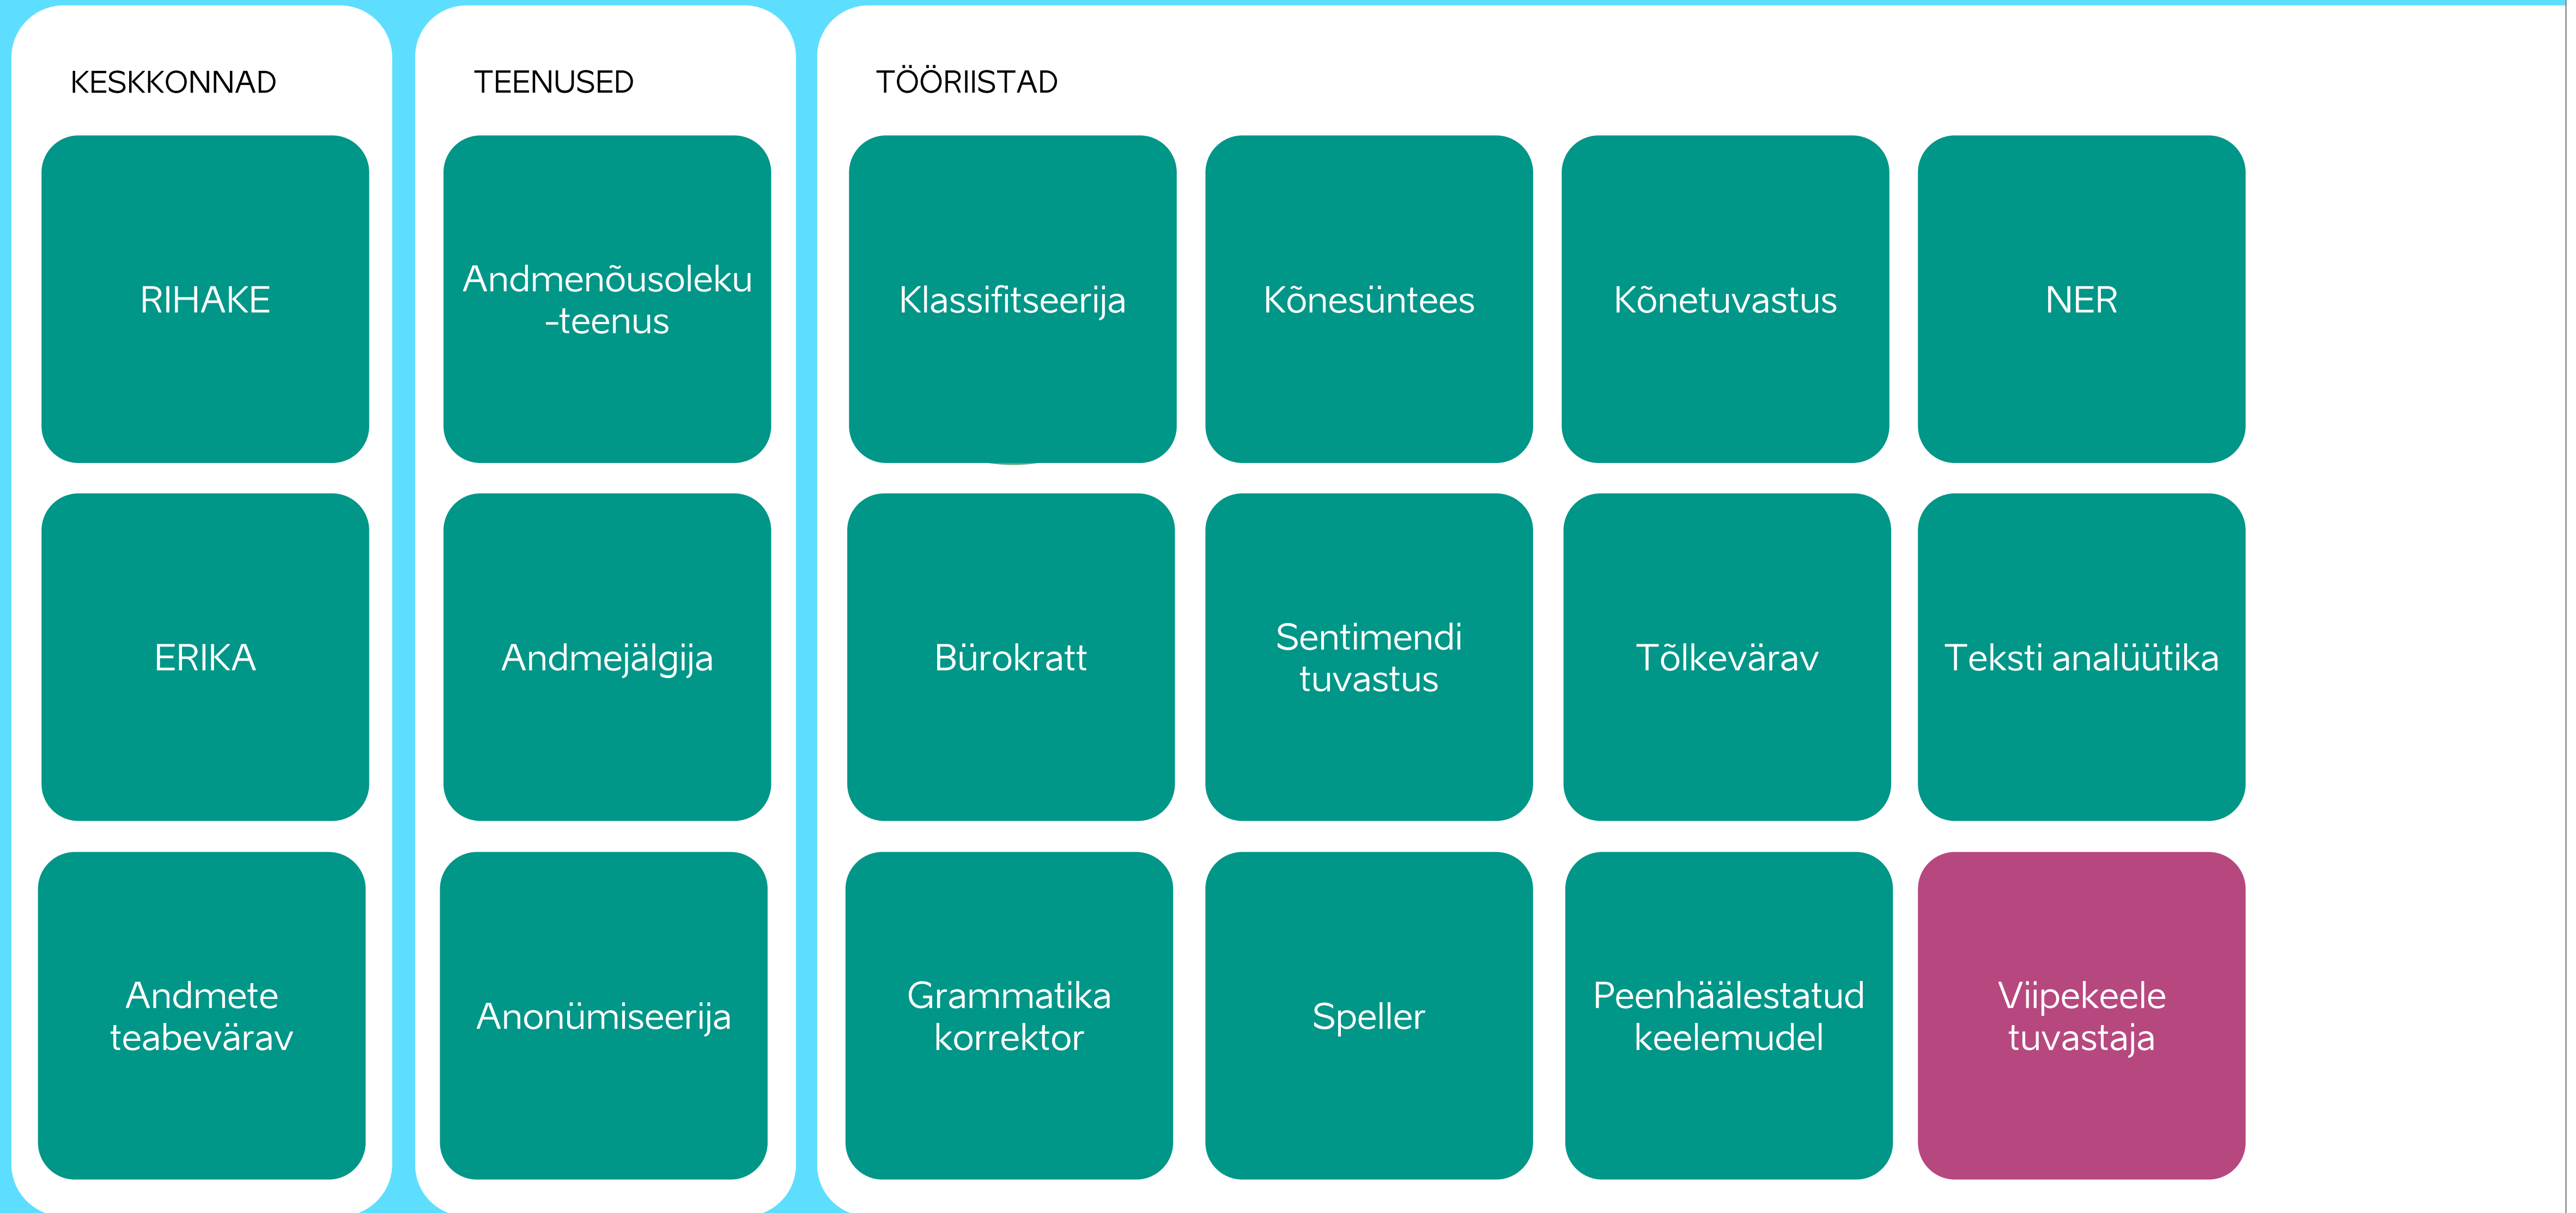 KESKKONNAD
RIHAKE
ERIKA
Andmete
teabevärav
TEENUSED
Andmenõusoleku
-teenus
Andmejälgija
Anonümiseerija
TÖÖRIISTAD
Klassifitseerija
Kõnesüntees
Kõnetuvastus
NER
Bürokratt
Sentimendi
tuvastus
Tõlkevärav
Teksti analüütika
Grammatika
korrektor
Speller
Peenhäälestatud
keelemudel
Viipekeele
tuvastaja